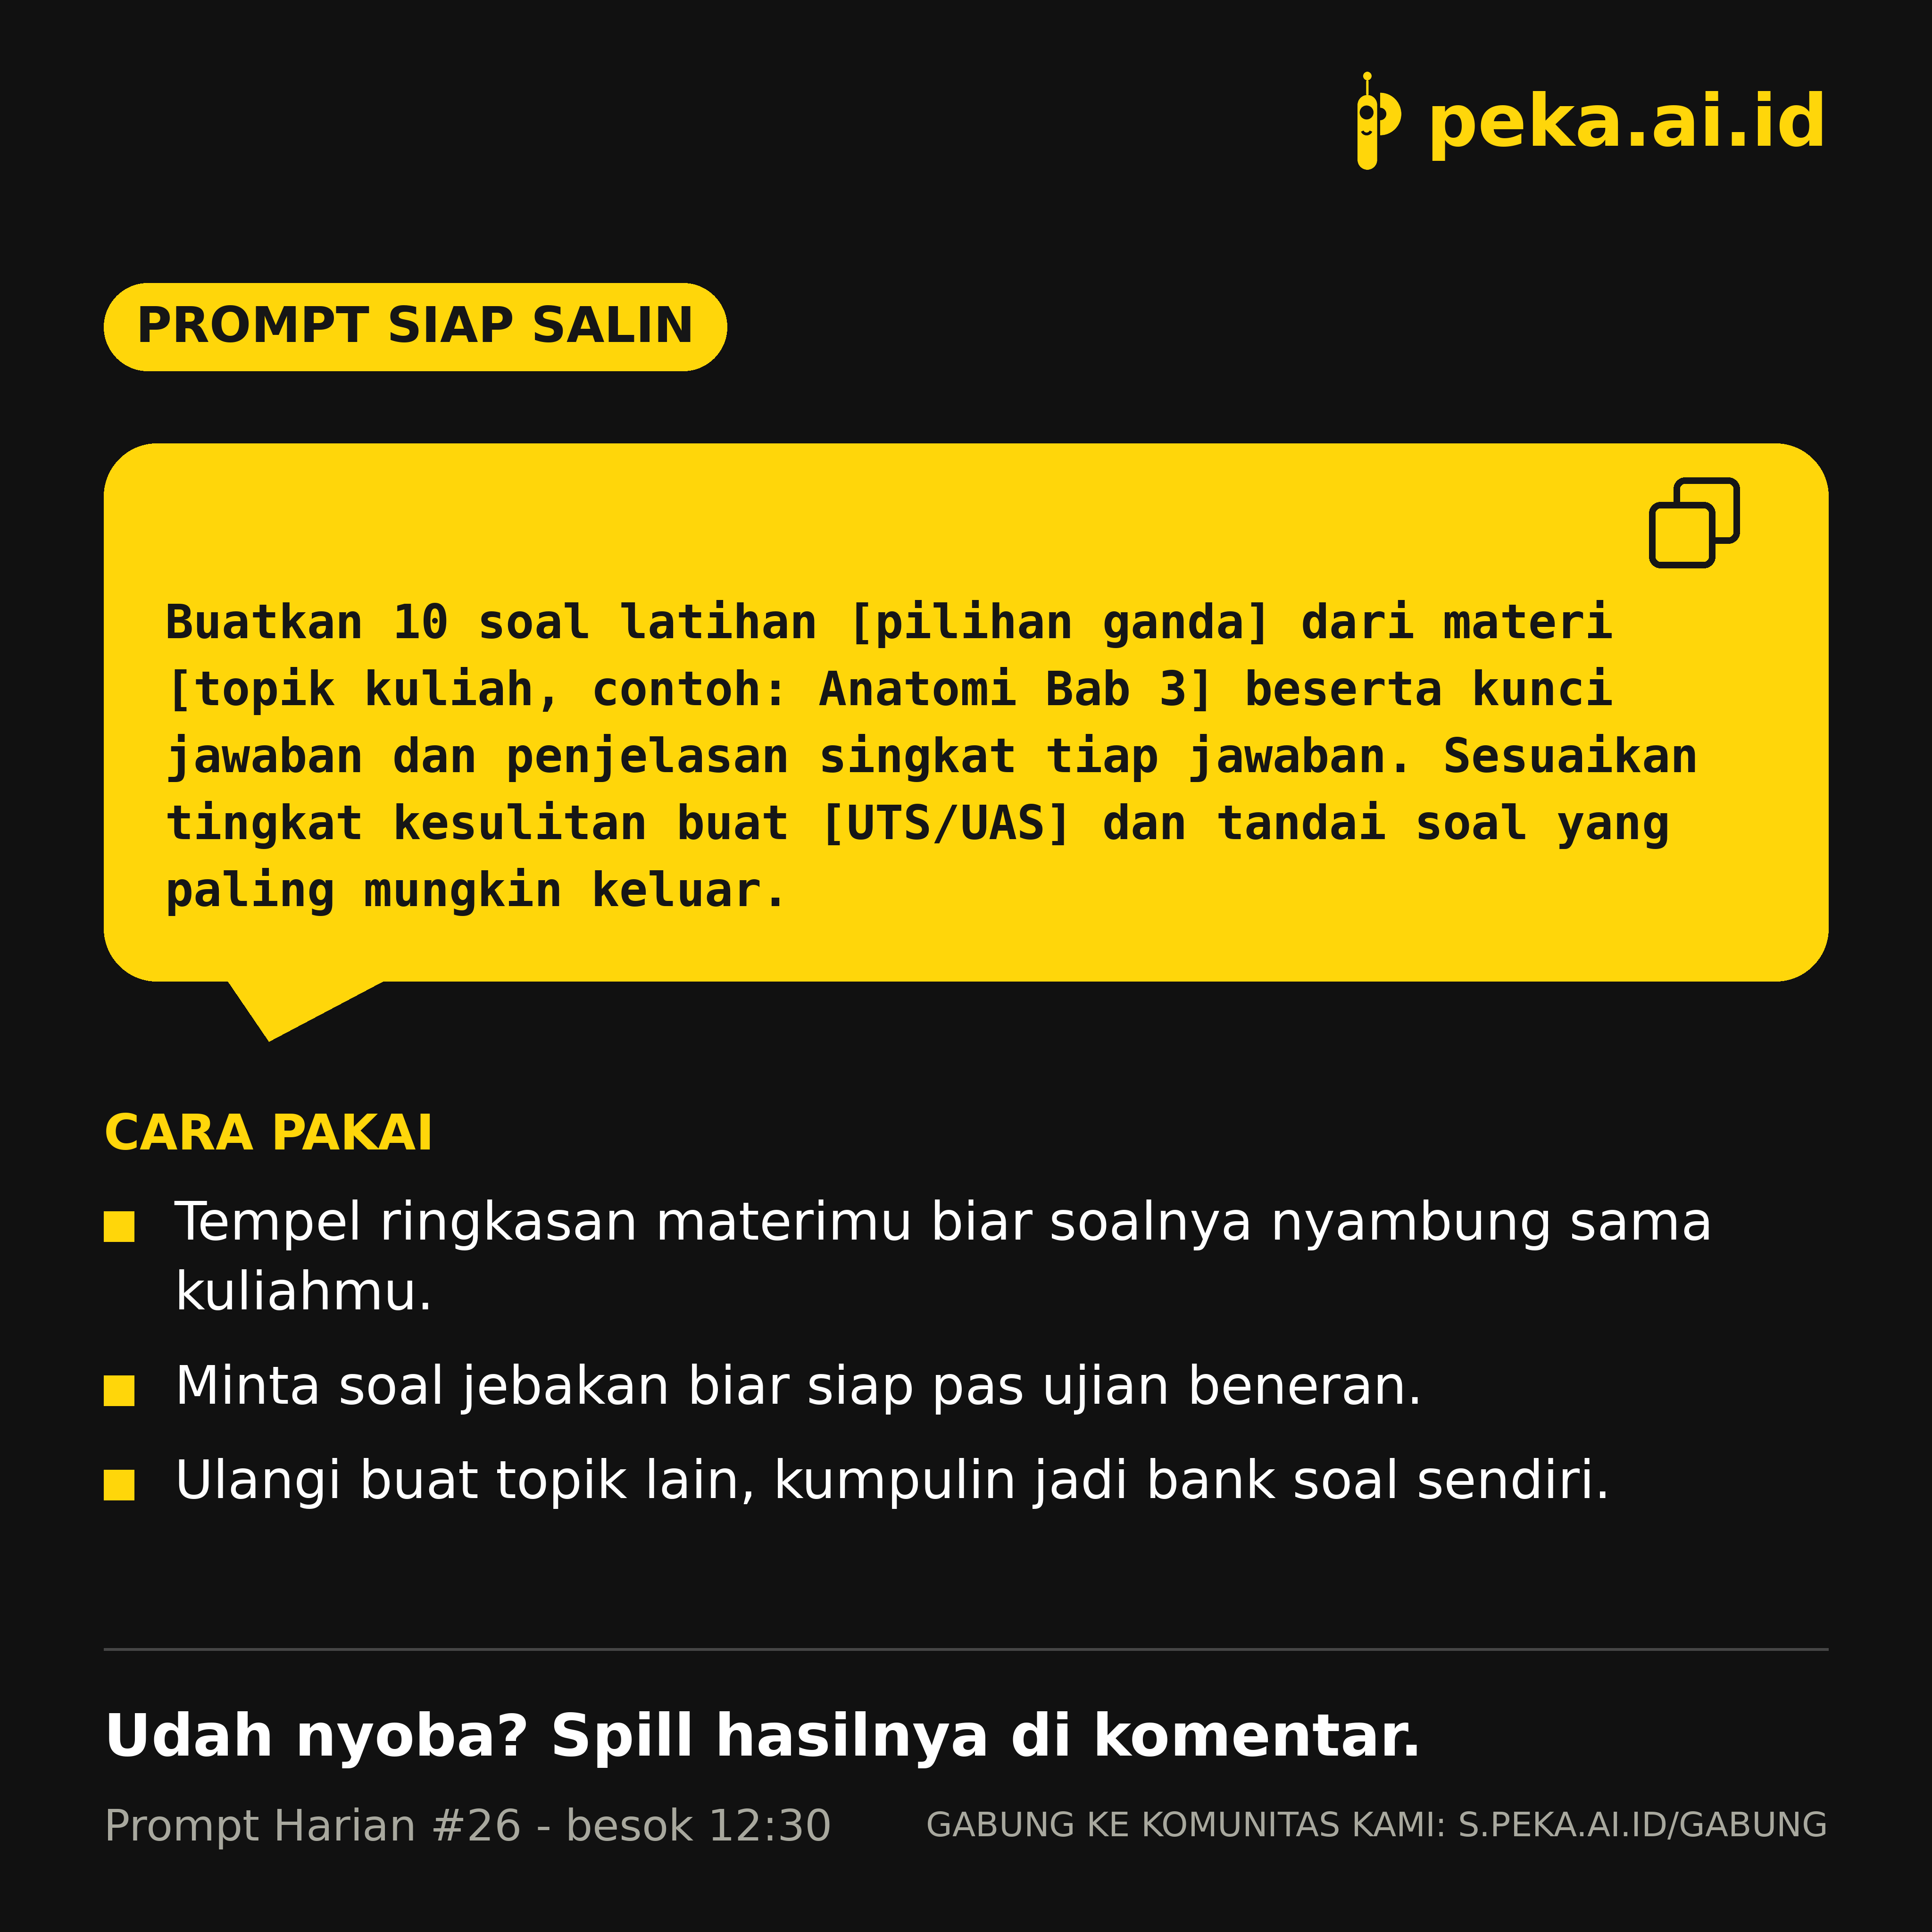 peka.ai.id
PROMPT SIAP SALIN
Buatkan 10 soal latihan [pilihan ganda] dari materi
[topik kuliah, contoh: Anatomi Bab 3] beserta kunci
jawaban dan penjelasan singkat tiap jawaban. Sesuaikan
tingkat kesulitan buat [UTS/UAS] dan tandai soal yang
paling mungkin keluar.
CARA PAKAI
Tempel ringkasan materimu biar soalnya nyambung sama
kuliahmu.
Minta soal jebakan biar siap pas ujian beneran.
Ulangi buat topik lain, kumpulin jadi bank soal sendiri.
Udah nyoba? Spill hasilnya di komentar.
Prompt Harian #26 - besok 12:30
GABUNG KE KOMUNITAS KAMI: S.PEKA.AI.ID/GABUNG